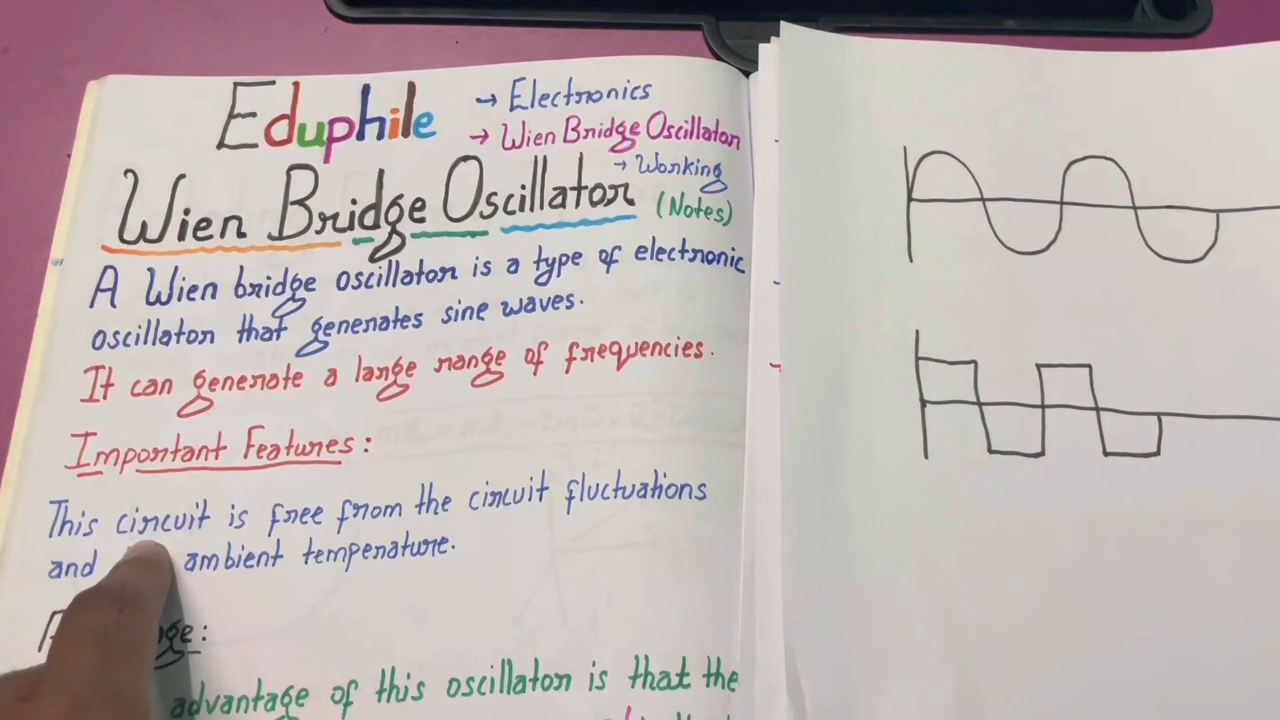 Eduphile
→ Electronics
→ Wien Bridge Oscillator
→ Working
Wien Bridge Oscillator (Notes)
A Wien bridge oscillator is a type of electronic
oscillator that generates sine waves.
It can generate a large range of frequencies.
Important Features:
This circuit is free from the circuit fluctuations
and ambient temperature.
advantage of this oscillator is that the